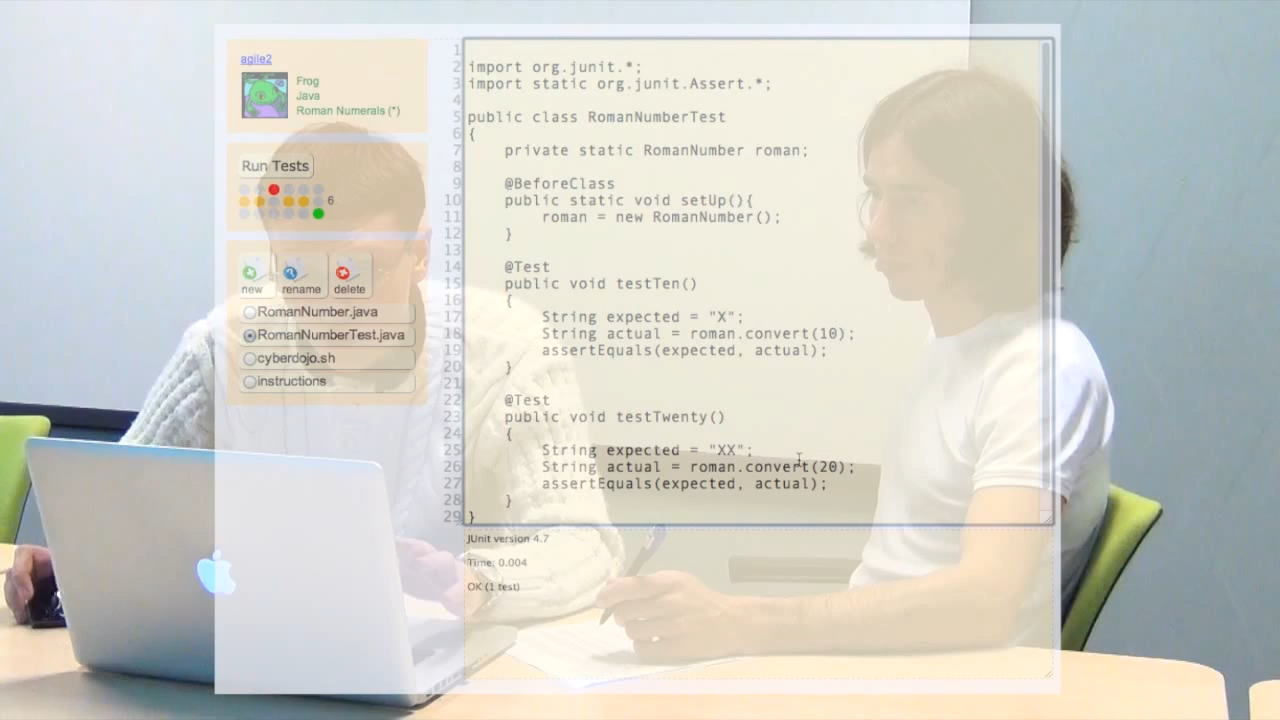 agile2
Frog
Java
Roman Numerals (*)
Run Tests
6
new rename delete
RomanNumber.java
RomanNumberTest.java
cyberdojo.sh
instructions
1
2 import org.junit.*;
3 import static org.junit.Assert.*;
4
5 public class RomanNumberTest
6 {
7 private static RomanNumber roman;
8
9 @BeforeClass
10 public static void setUp(){
11 roman = new RomanNumber();
12 }
13
14 @Test
15 public void testTen()
16 {
17 String expected = "X";
18 String actual = roman.convert(10);
19 assertEquals(expected, actual);
20 }
21
22 @Test
23 public void testTwenty()
24 {
25 String expected = "XX";
26 String actual = roman.convert(20);
27 assertEquals(expected, actual);
28 }
29 }
JUnit version 4.7
Time: 0.004
OK (1 test)